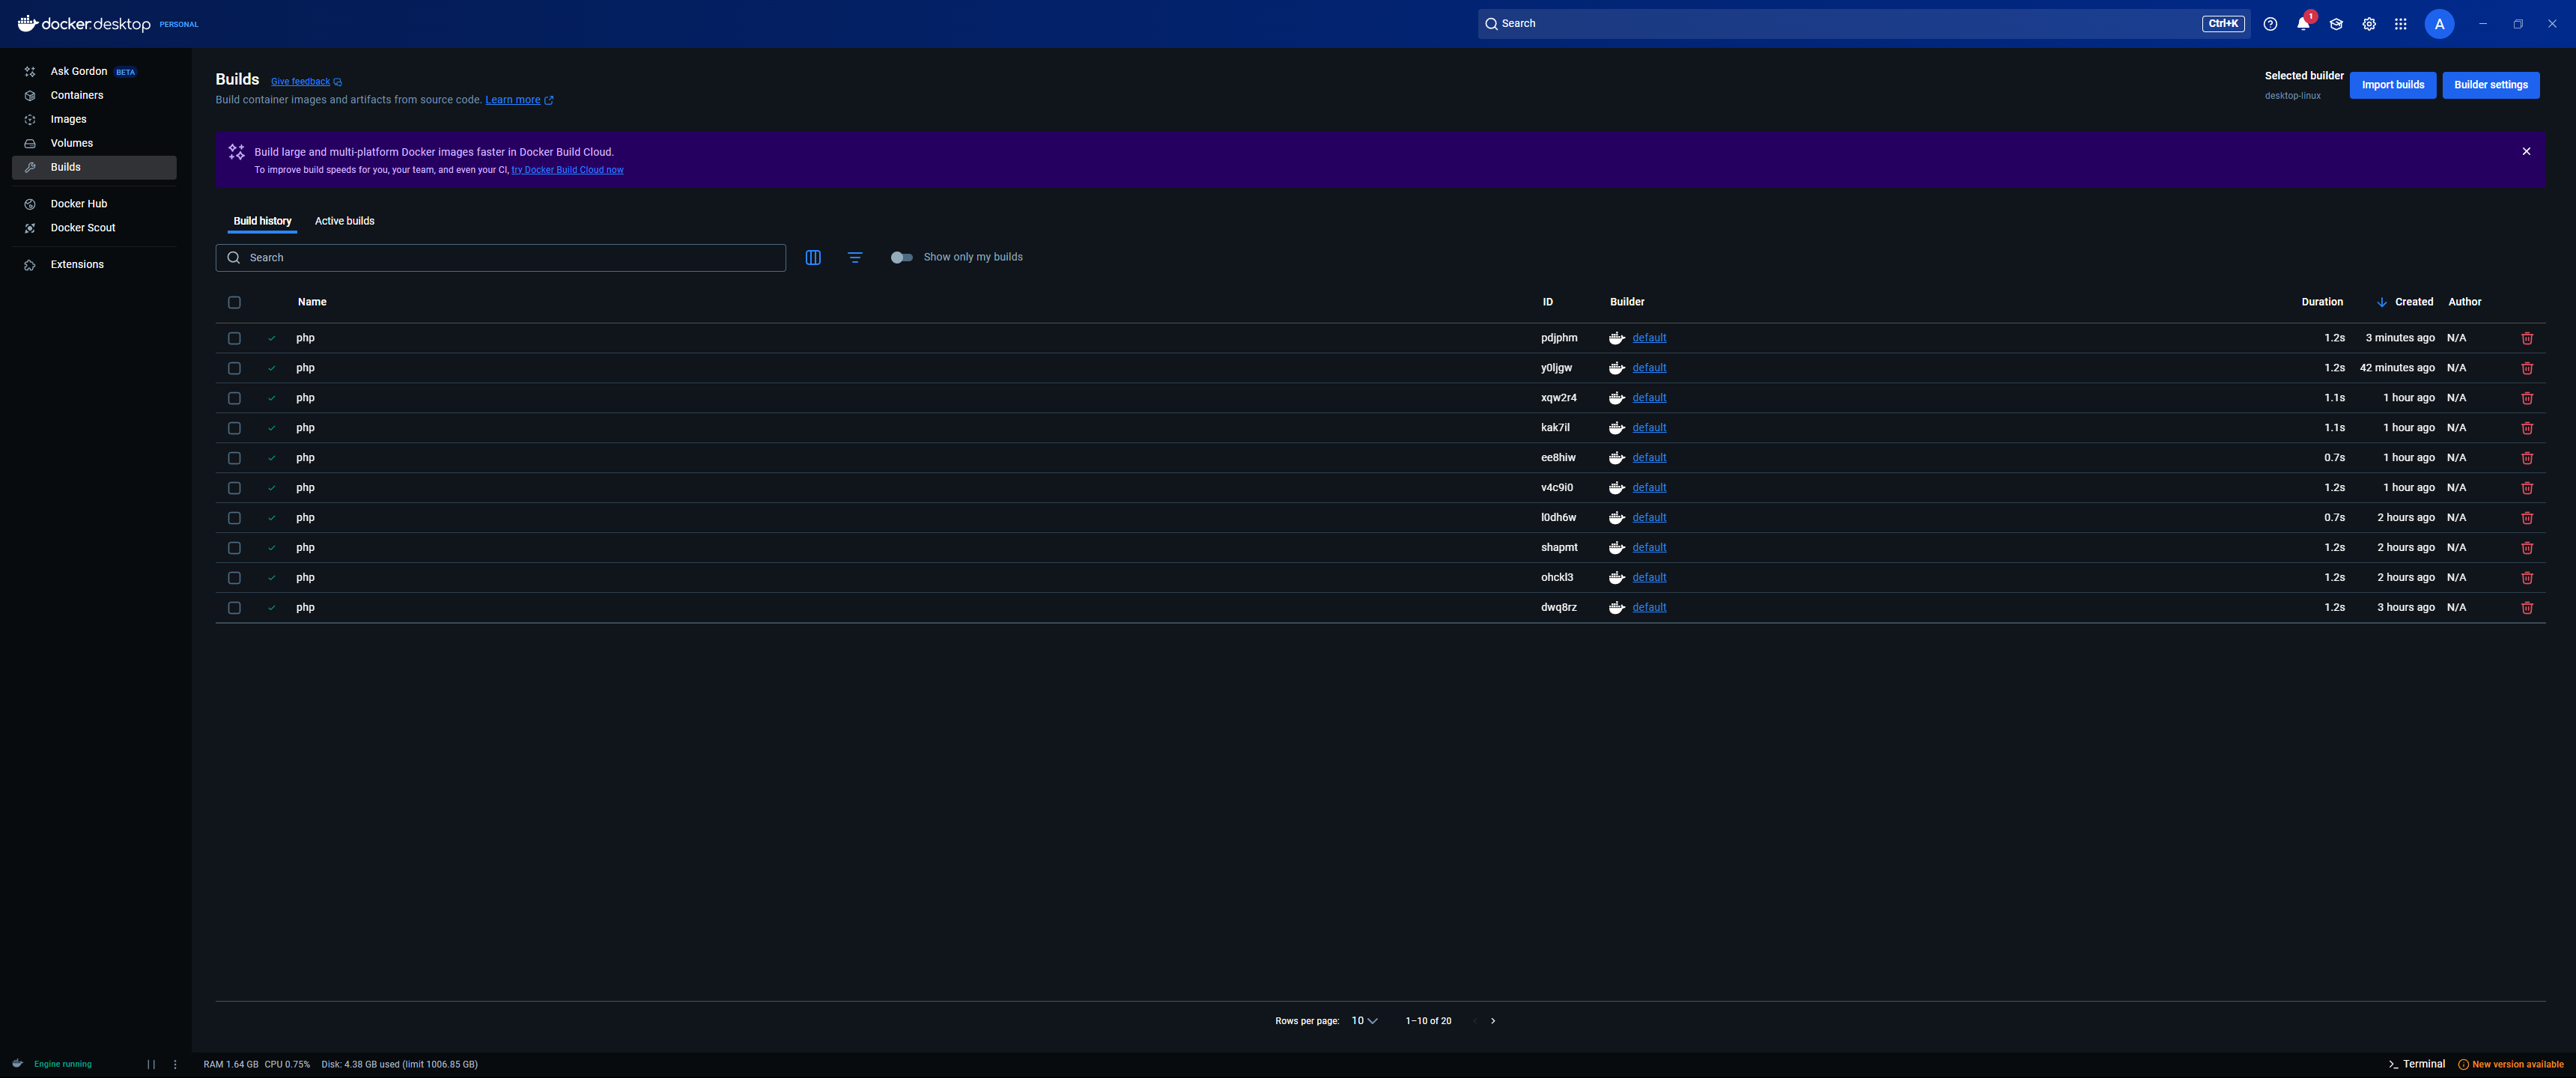 docker.desktop PERSONAL
Search Ctrl+K 1 A
Ask Gordon BETA
Containers
Images
Volumes
Builds
Docker Hub
Docker Scout
Extensions
Builds Give feedback
Build container images and artifacts from source code. Learn more
Selected builder
desktop-linux
Import builds
Builder settings
Build large and multi-platform Docker images faster in Docker Build Cloud.
To improve build speeds for you, your team, and even your CI, try Docker Build Cloud now
Build history Active builds
Search Show only my builds
Name ID Builder Duration Created Author
php pdjphm default 1.2s 3 minutes ago N/A
php y0ljgw default 1.2s 42 minutes ago N/A
php xqw2r4 default 1.1s 1 hour ago N/A
php kak7il default 1.1s 1 hour ago N/A
php ee8hiw default 0.7s 1 hour ago N/A
php v4c9i0 default 1.2s 1 hour ago N/A
php l0dh6w default 0.7s 2 hours ago N/A
php shapmt default 1.2s 2 hours ago N/A
php ohckl3 default 1.2s 2 hours ago N/A
php dwq8rz default 1.2s 3 hours ago N/A
Rows per page: 10 1–10 of 20
Engine running RAM 1.64 GB CPU 0.75% Disk: 4.38 GB used (limit 1006.85 GB) >_ Terminal New version available